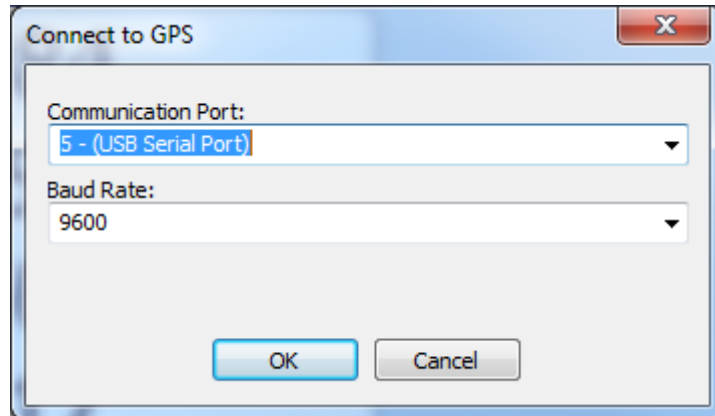 Connect to GPS
Communication Port:
5 - (USB Serial Port)
Baud Rate:
9600
OK
Cancel